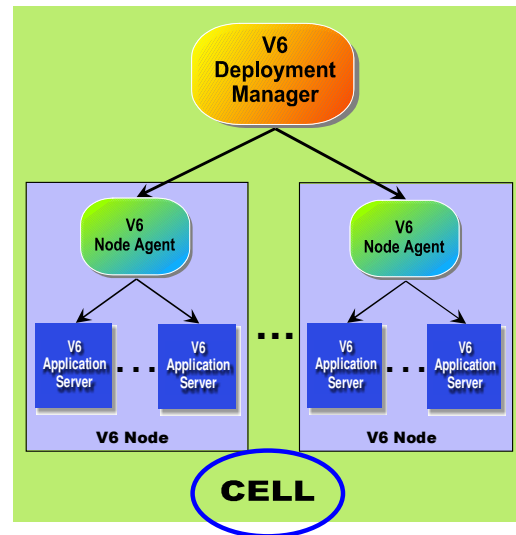 V6
Deployment
Manager
V6
Node Agent
V6
Application
Server
...
V6
Application
Server
V6 Node
...
V6
Node Agent
V6
Application
Server
...
V6
Application
Server
V6 Node
CELL